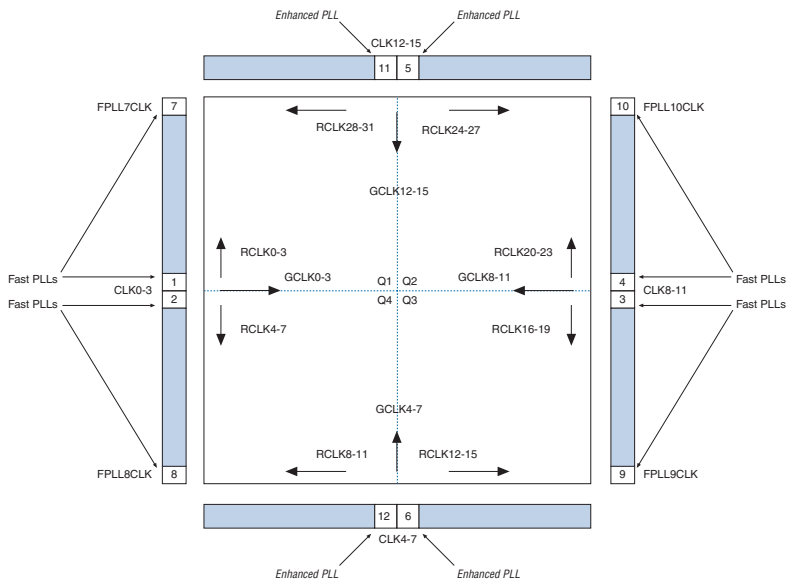 Enhanced PLL Enhanced PLL
CLK12-15
11 5
FPLL7CLK 7 10 FPLL10CLK
RCLK28-31 RCLK24-27
GCLK12-15
RCLK0-3 RCLK20-23
Fast PLLs 1 GCLK0-3 Q1 Q2 GCLK8-11 4 Fast PLLs
CLK0-3 CLK8-11
Fast PLLs 2 Q4 Q3 3 Fast PLLs
RCLK4-7 RCLK16-19
GCLK4-7
RCLK8-11 RCLK12-15
FPLL8CLK 8 9 FPLL9CLK
12 6
CLK4-7
Enhanced PLL Enhanced PLL